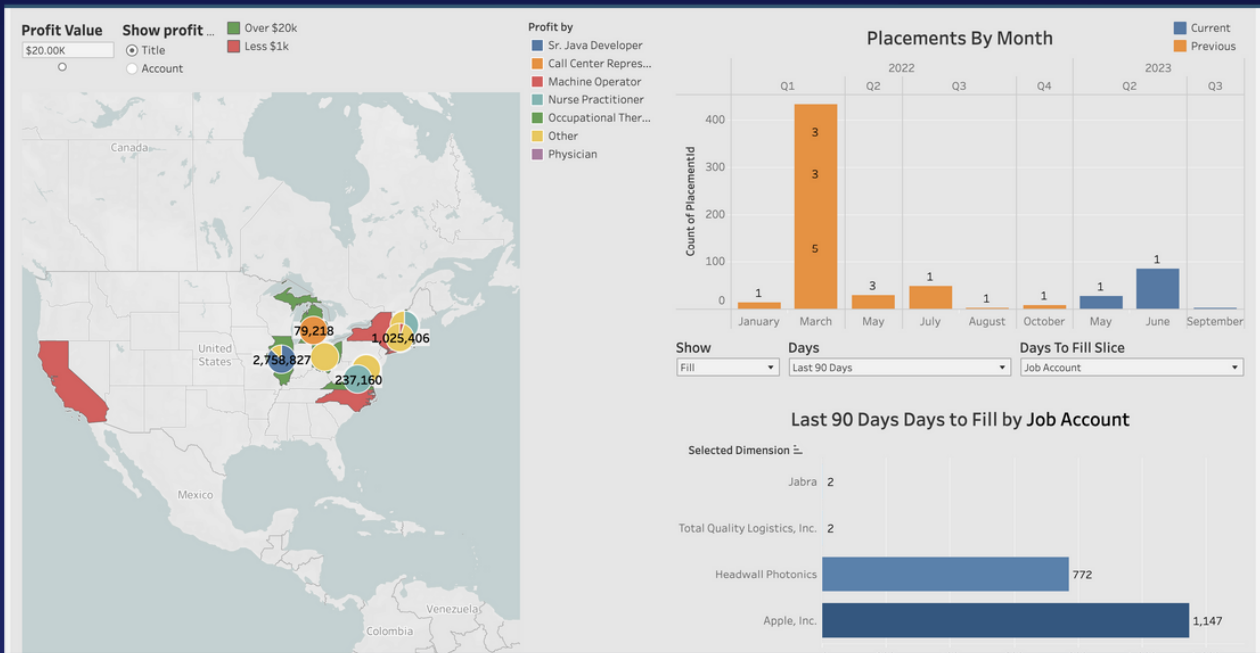 Profit Value
$20.00K
Show profit ...
Title
Account
Over $20k
Less $1k
Canada
United
States
Mexico
Venezuela
Colombia
79,218
1,025,406
2,758,827
237,160
Profit by
Sr. Java Developer
Call Center Repres...
Machine Operator
Nurse Practitioner
Occupational Ther...
Other
Physician
Placements By Month
Current
Previous
2022
2023
Q1
Q2
Q3
Q4
Q2
Q3
Count of PlacementId
400
300
200
100
0
1
3
3
5
3
1
1
1
1
1
January
March
May
July
August
October
May
June
September
Show
Fill
Days
Last 90 Days
Days To Fill Slice
Job Account
Last 90 Days Days to Fill by Job Account
Selected Dimension
Jabra
2
Total Quality Logistics, Inc.
2
Headwall Photonics
772
Apple, Inc.
1,147